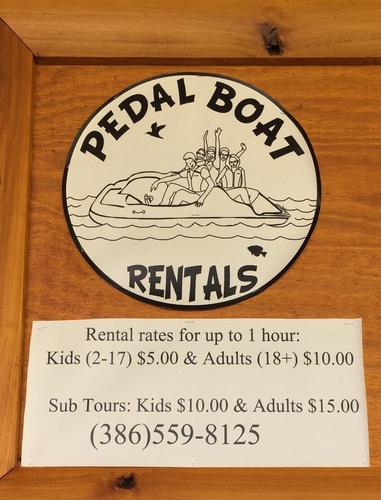 PEDAL BOAT
RENTALS
Rental rates for up to 1 hour:
Kids (2-17) $5.00 & Adults (18+) $10.00
Sub Tours: Kids $10.00 & Adults $15.00
(386)559-8125